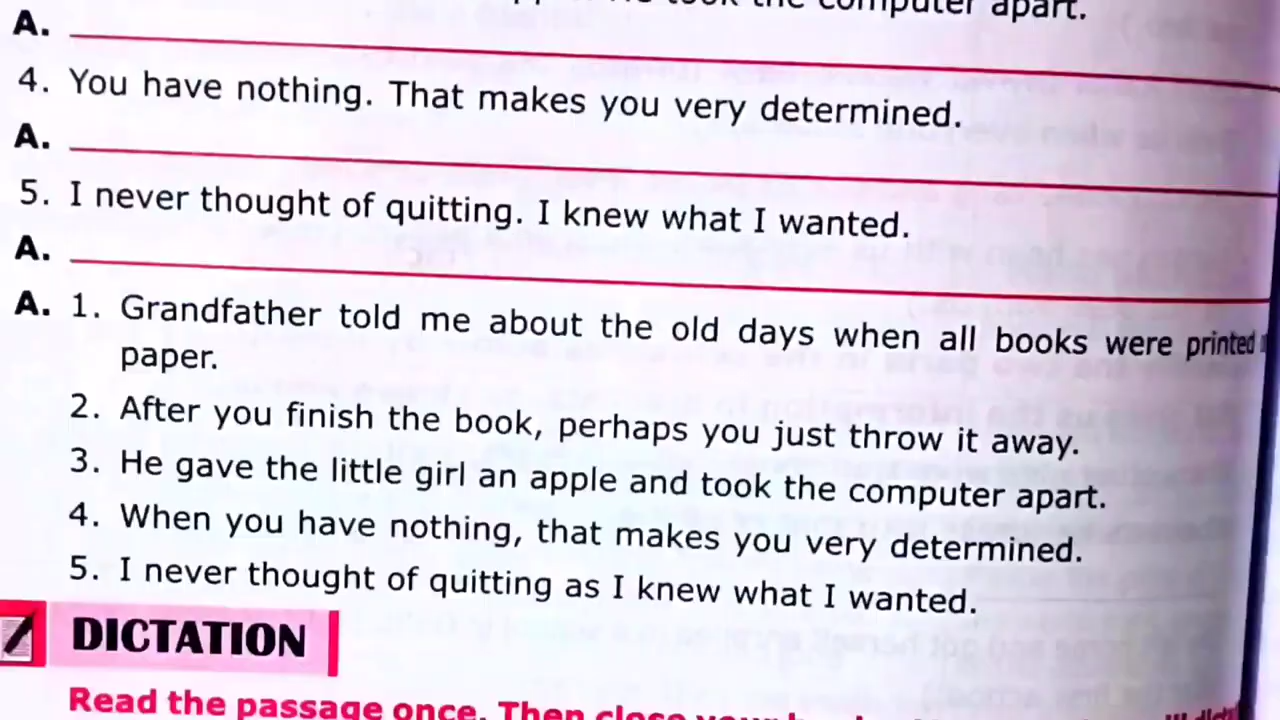 the computer apart.
A.
4. You have nothing. That makes you very determined.
A.
5. I never thought of quitting. I knew what I wanted.
A.
A. 1. Grandfather told me about the old days when all books were printed
paper.
2. After you finish the book, perhaps you just throw it away.
3. He gave the little girl an apple and took the computer apart.
4. When you have nothing, that makes you very determined.
5. I never thought of quitting as I knew what I wanted.
DICTATION
Read the passage once. Then close your